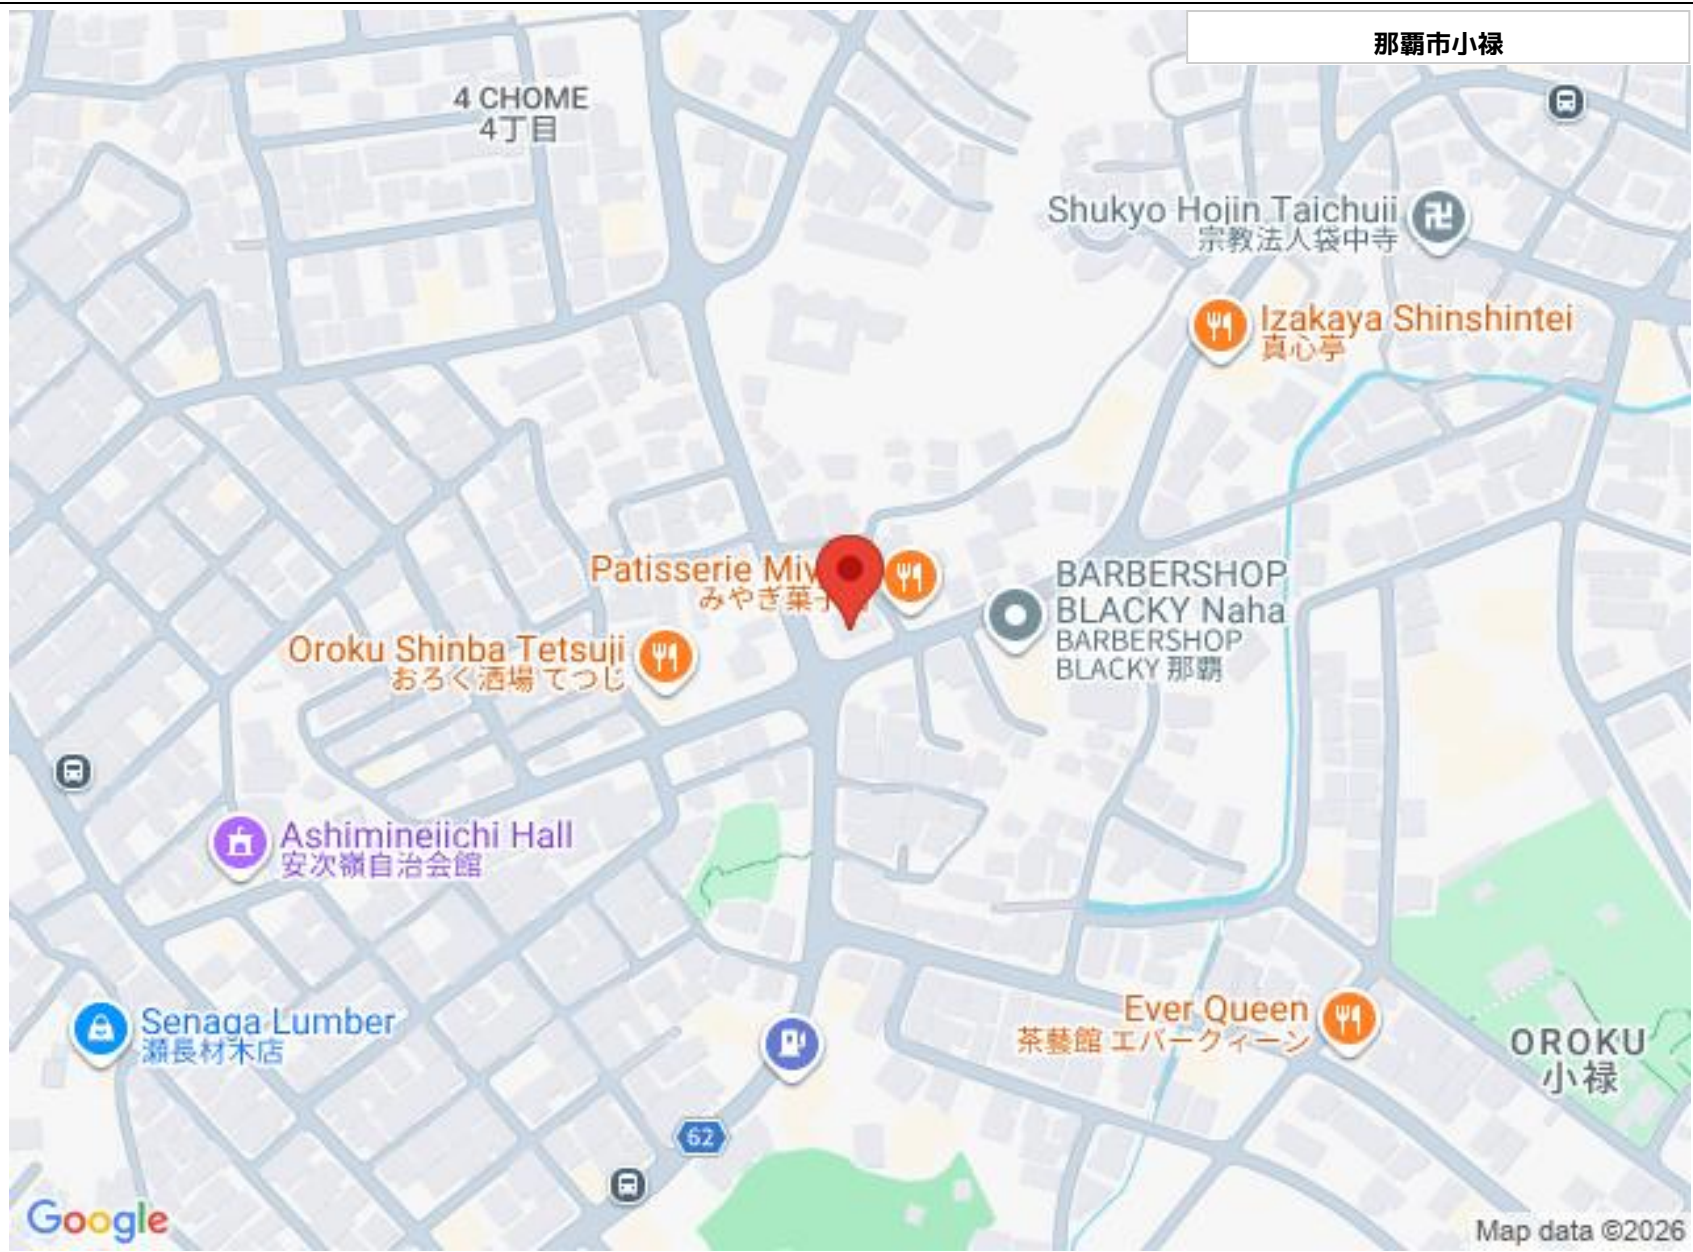 那覇市小禄
4 CHOME
4丁目
Shukyo Hojin Taichuji
宗教法人袋中寺
Izakaya Shinshintei
真心亭
Patisserie
みやぎ菓子
BARBERSHOP
BLACKY Naha
BARBERSHOP
BLACKY 那覇
Oroku Shinba Tetsuji
おろく酒場 てつじ
Ashimineiichi Hall
安次嶺自治会館
Senaga Lumber
瀬長材木店
Ever Queen
茶藝館 エバークィーン
OROKU
小禄
62
Google
Map data ©2026